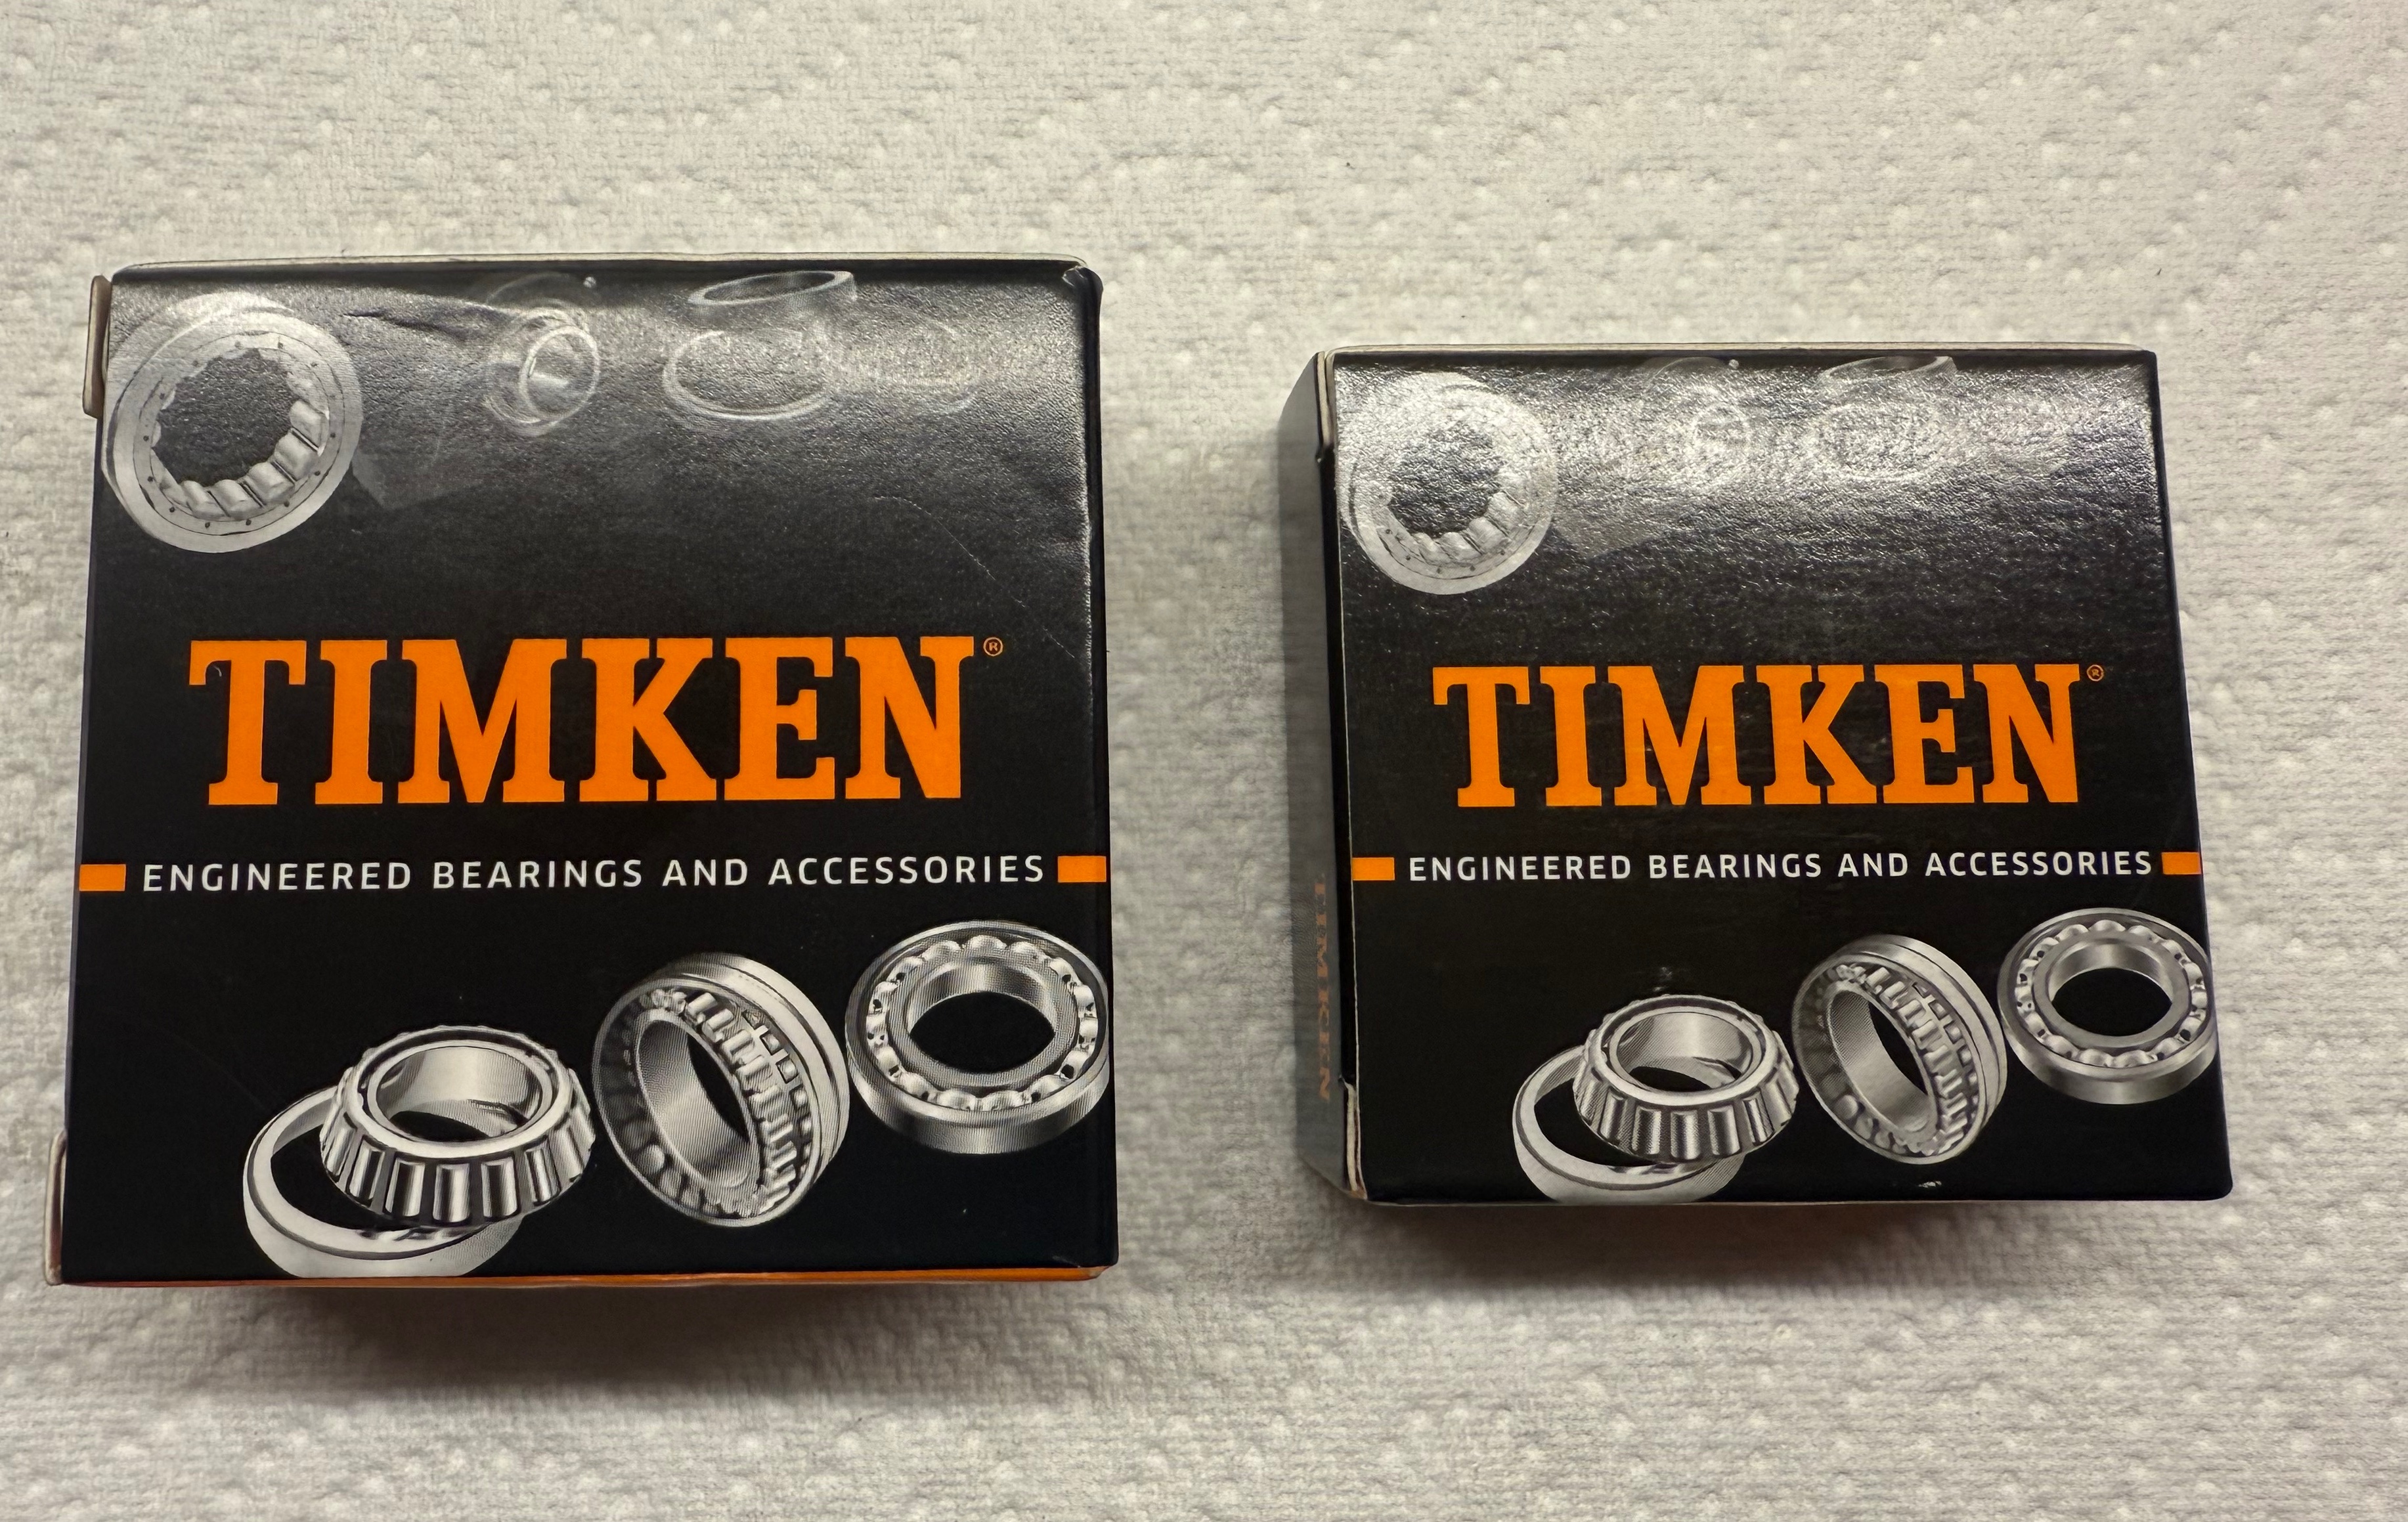 TIMKEN®
ENGINEERED BEARINGS AND ACCESSORIES
TIMKEN®
ENGINEERED BEARINGS AND ACCESSORIES
TIMKEN